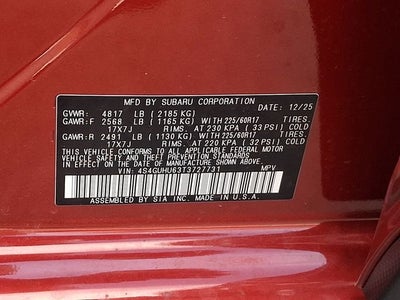 MFD BY SUBARU CORPORATION DATE: 12/25
GVWR: 4817 LB (2185 KG)
GAWR: F 2568 LB (1165 KG) WITH 225/60R17 TIRES.
17X7J RIMS. AT 230 KPA (33 PSI) COLD
GAWR: R 2491 LB (1130 KG) WITH 225/60R17 TIRES.
17X7J RIMS. AT 220 KPA (32 PSI) COLD
THIS VEHICLE CONFORMS TO ALL APPLICABLE FEDERAL MOTOR
VEHICLE SAFETY AND THEFT PREVENTION STANDARDS
IN EFFECT ON THE DATE OF MANUFACTURE SHOWN ABOVE.
VIN: 4S4GUHU63T3727731 MPV
ASSEMBLED BY SIA INC. MADE IN U.S.A.